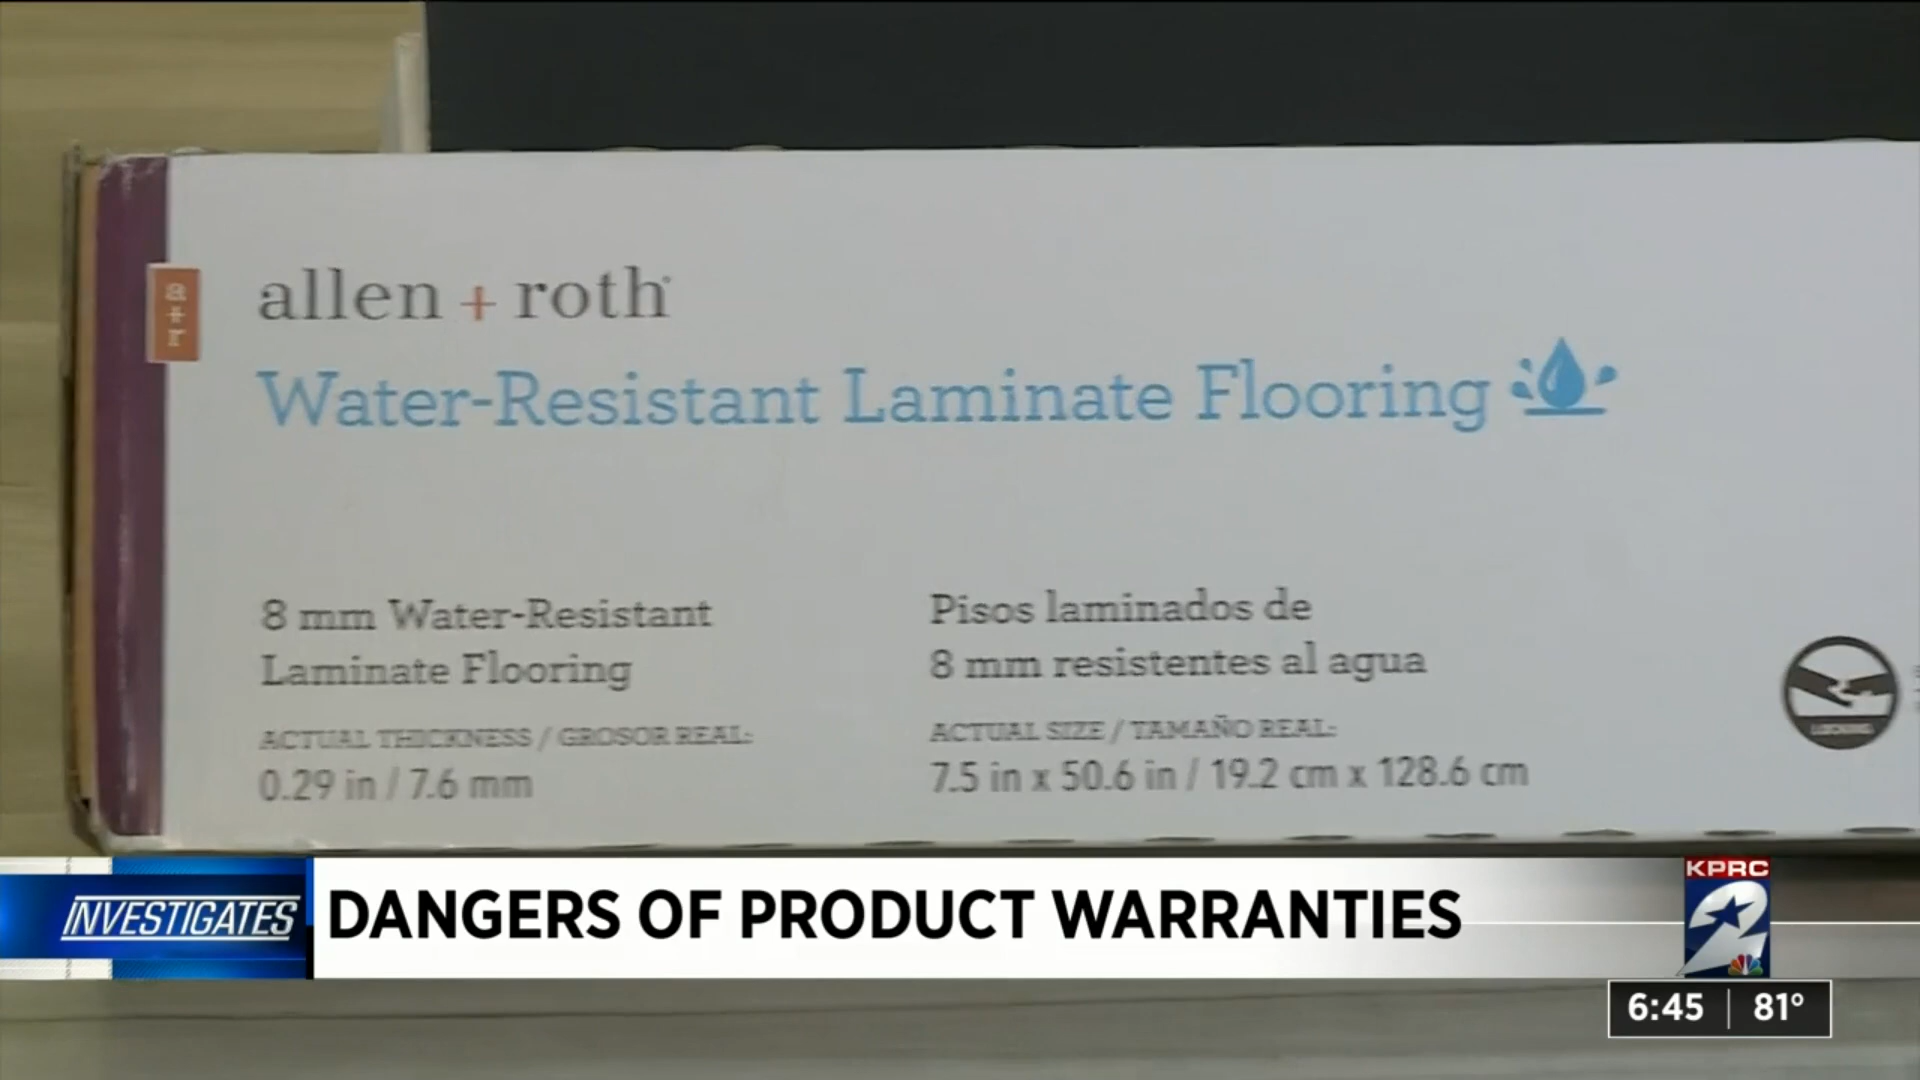 a+r
allen + roth
Water-Resistant Laminate Flooring
8 mm Water-Resistant
Laminate Flooring
ACTUAL THICKNESS / GROSOR REAL:
0.29 in / 7.6 mm
Pisos laminados de
8 mm resistentes al agua
ACTUAL SIZE / TAMAÑO REAL:
7.5 in x 50.6 in / 19.2 cm x 128.6 cm
INVESTIGATES
DANGERS OF PRODUCT WARRANTIES
KPRC
2
6:45
81°